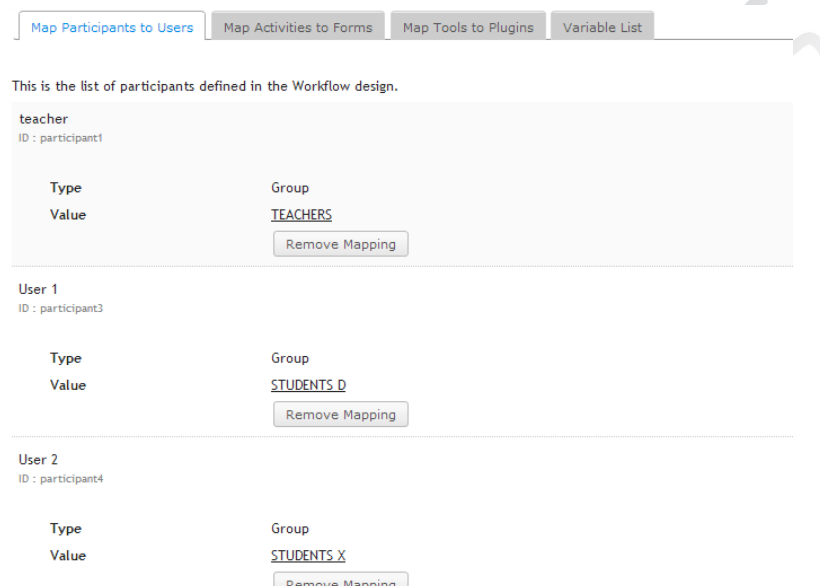 Map Participants to Users Map Activities to Forms Map Tools to Plugins Variable List
This is the list of participants defined in the Workflow design.
teacher
ID : participant1
Type Group
Value TEACHERS
Remove Mapping
User 1
ID : participant3
Type Group
Value STUDENTS D
Remove Mapping
User 2
ID : participant4
Type Group
Value STUDENTS X
Remove Mapping